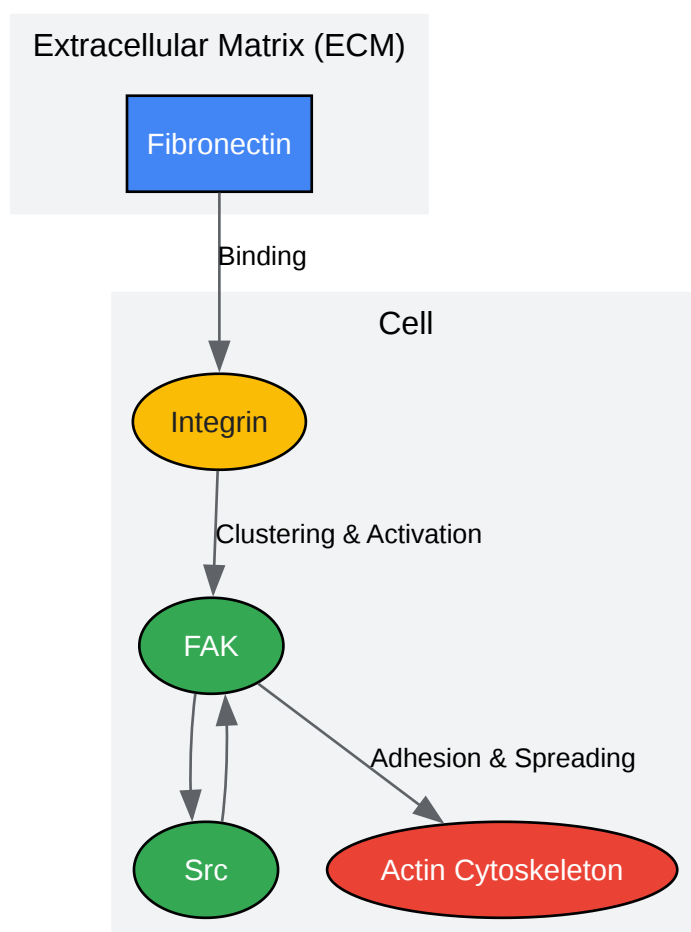 Extracellular Matrix (ECM)
Fibronectin
Binding
Cell
Integrin
Clustering & Activation
FAK
Adhesion & Spreading
Src
Actin Cytoskeleton